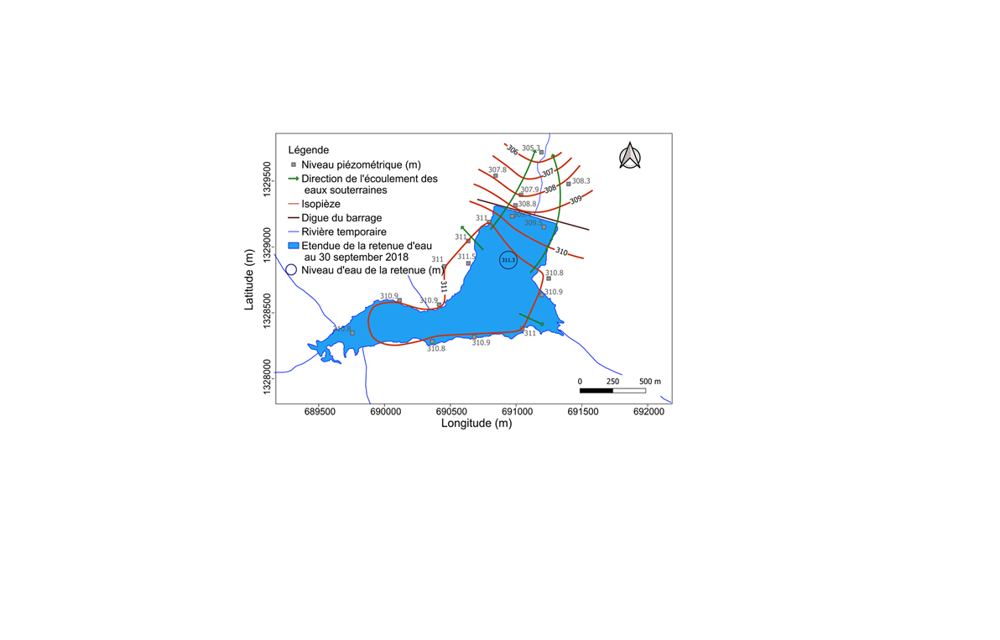 Légende
Niveau piézométrique (m)
Direction de l'écoulement des
eaux souterraines
Isopièze
Digue du barrage
Rivière temporaire
Etendue de la retenue d'eau
au 30 septembre 2018
Niveau d'eau de la retenue (m)
306
305.3
307.8
307
308.3
307.9
308
309
308.8
311
309.5
311
310
311.5
311
311.3
311
310.8
310.9
310.9
310.9
310.8
311
310.9
310.8
0 250 500 m
1329500
1329000
1328500
1328000
Latitude (m)
689500 690000 690500 691000 691500 692000
Longitude (m)